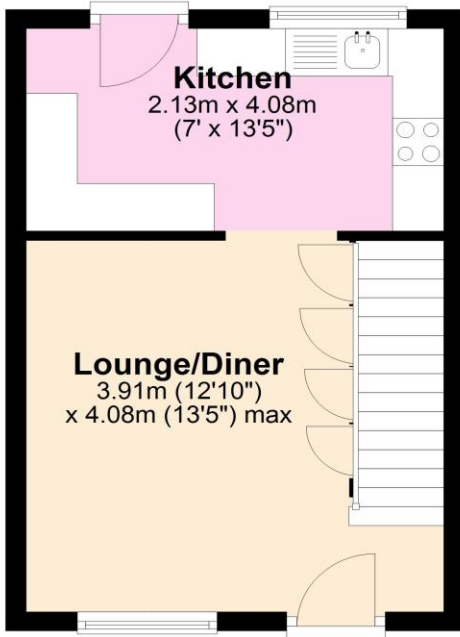 Kitchen
2.13m x 4.08m
(7' x 13'5")
Lounge/Diner
3.91m (12'10")
x 4.08m (13'5") max